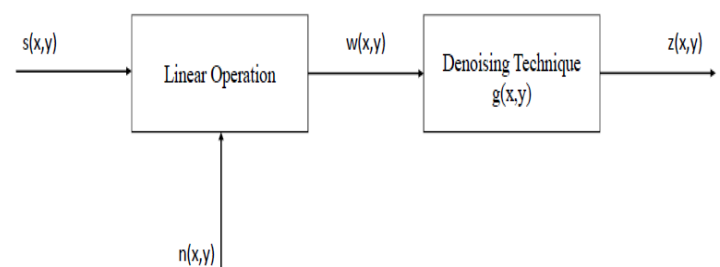 s(x,y)
Linear Operation
w(x,y)
Denoising Technique
g(x,y)
z(x,y)
n(x,y)